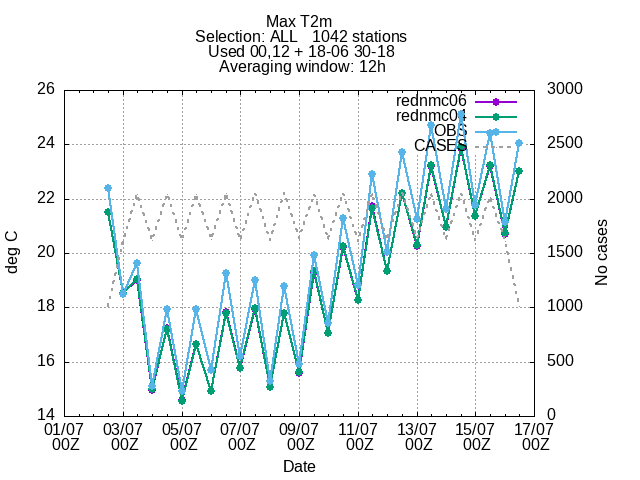 Max T2m
Selection: ALL   1042 stations
Used 00,12 + 18-06 30-18
Averaging window: 12h
26 3000
rednmc06
rednmc04
24 OBS 2500
CASES
22 2000
20 1500
18 1000
16 500
14 0
deg C
No cases
01/07 03/07 05/07 07/07 09/07 11/07 13/07 15/07 17/07
00Z 00Z 00Z 00Z 00Z 00Z 00Z 00Z 00Z
Date